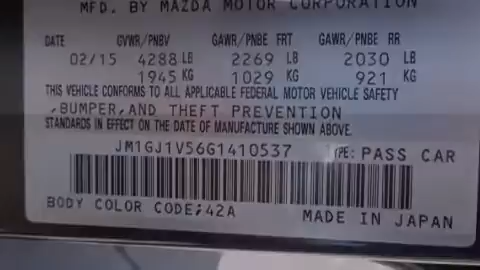 MFD. BY MAZDA MOTOR CORPORATION
DATE GVWR/PNBV GAWR/PNBE FRT GAWR/PNBE RR
02/15 4288 LB 2269 LB 2030 LB
1945 KG 1029 KG 921 KG
THIS VEHICLE CONFORMS TO ALL APPLICABLE FEDERAL MOTOR VEHICLE SAFETY
,BUMPER,AND THEFT PREVENTION
STANDARDS IN EFFECT ON THE DATE OF MANUFACTURE SHOWN ABOVE.
JM1GJ1V56G1410537 TYPE: PASS CAR
BODY COLOR CODE;42A MADE IN JAPAN